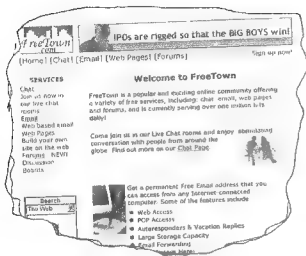 FreeTown
.com
IPOs are rigged so that the BIG BOYS win!
[Home] [Chat] [Email] [Web Pages] [Forums]
Sign up now!
SERVICES
Chat
Join us now in
our live chat
rooms
Email
Web based email
Web Pages
Build your own
site on the web
Forums NEW!
Discussion
Boards
Search
The Web
Welcome to FreeTown
FreeTown is a popular and exciting online community offering
a variety of free services, including: chat, email, web pages
and forums, and is currently serving over one million hits
daily!
Come join us in our Live Chat rooms and enjoy stimulating
conversation with people from around the
globe. Find out more on our Chat Page
Get a permanent Free Email address that you
can access from any Internet connected
computer. Some of the features include
Web Access
POP Access
Autoresponders & Vacation Replies
Large Storage Capacity
Email Forwarding